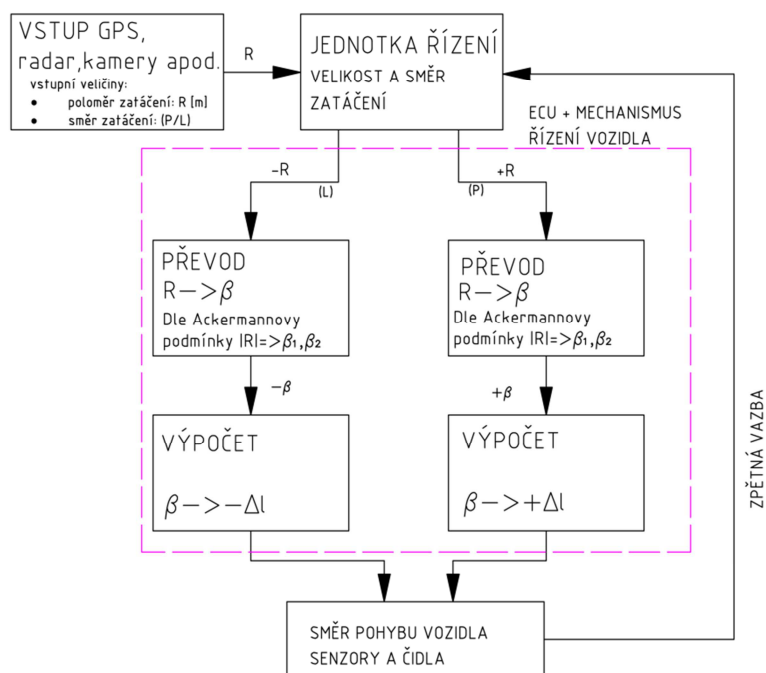 VSTUP GPS,
radar,kamery apod.
vstupní veličiny:
• poloměr zatáčení: R [m]
• směr zatáčení: (P/L)
R
JEDNOTKA ŘÍZENÍ
VELIKOST A SMĚR
ZATÁČENÍ
ECU + MECHANISMUS
ŘÍZENÍ VOZIDLA
-R
(L)
+R
(P)
PŘEVOD
R->β
Dle Ackermannovy
podmínky |R|=>β₁,β₂
PŘEVOD
R->β
Dle Ackermannovy
podmínky |R|=>β₁,β₂
-β
+β
VÝPOČET
β->-Δl
VÝPOČET
β->+Δl
ZPĚTNÁ VAZBA
SMĚR POHYBU VOZIDLA
SENZORY A ČIDLA